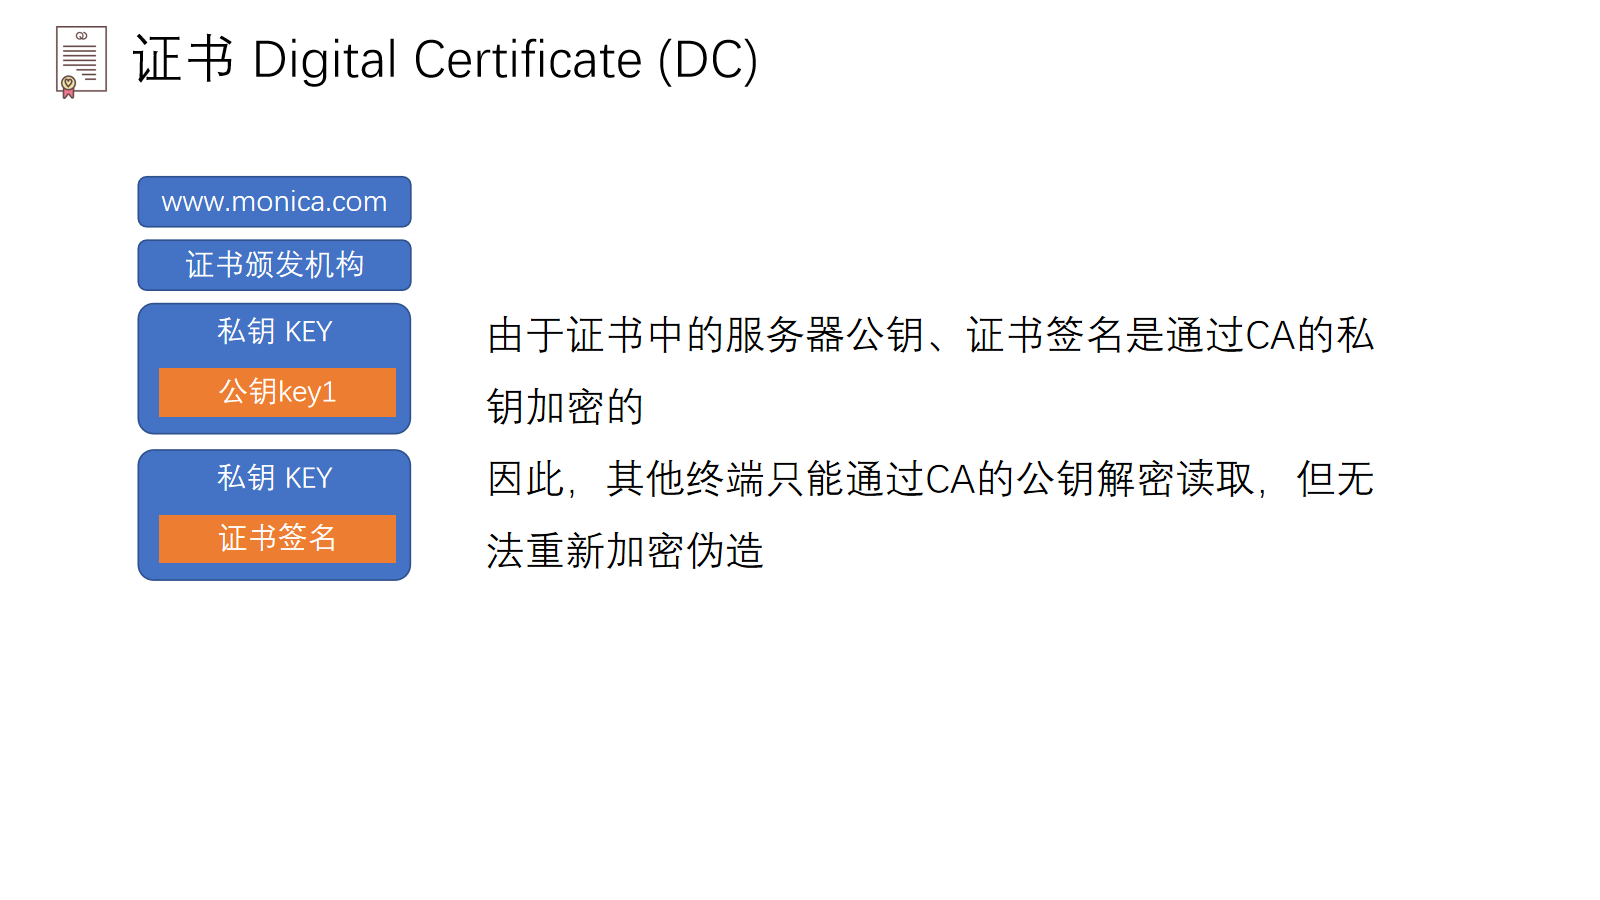 证书 Digital Certificate (DC)
www.monica.com
证书颁发机构
私钥 KEY
公钥key1
私钥 KEY
证书签名
由于证书中的服务器公钥、证书签名是通过CA的私
钥加密的
因此，其他终端只能通过CA的公钥解密读取，但无
法重新加密伪造